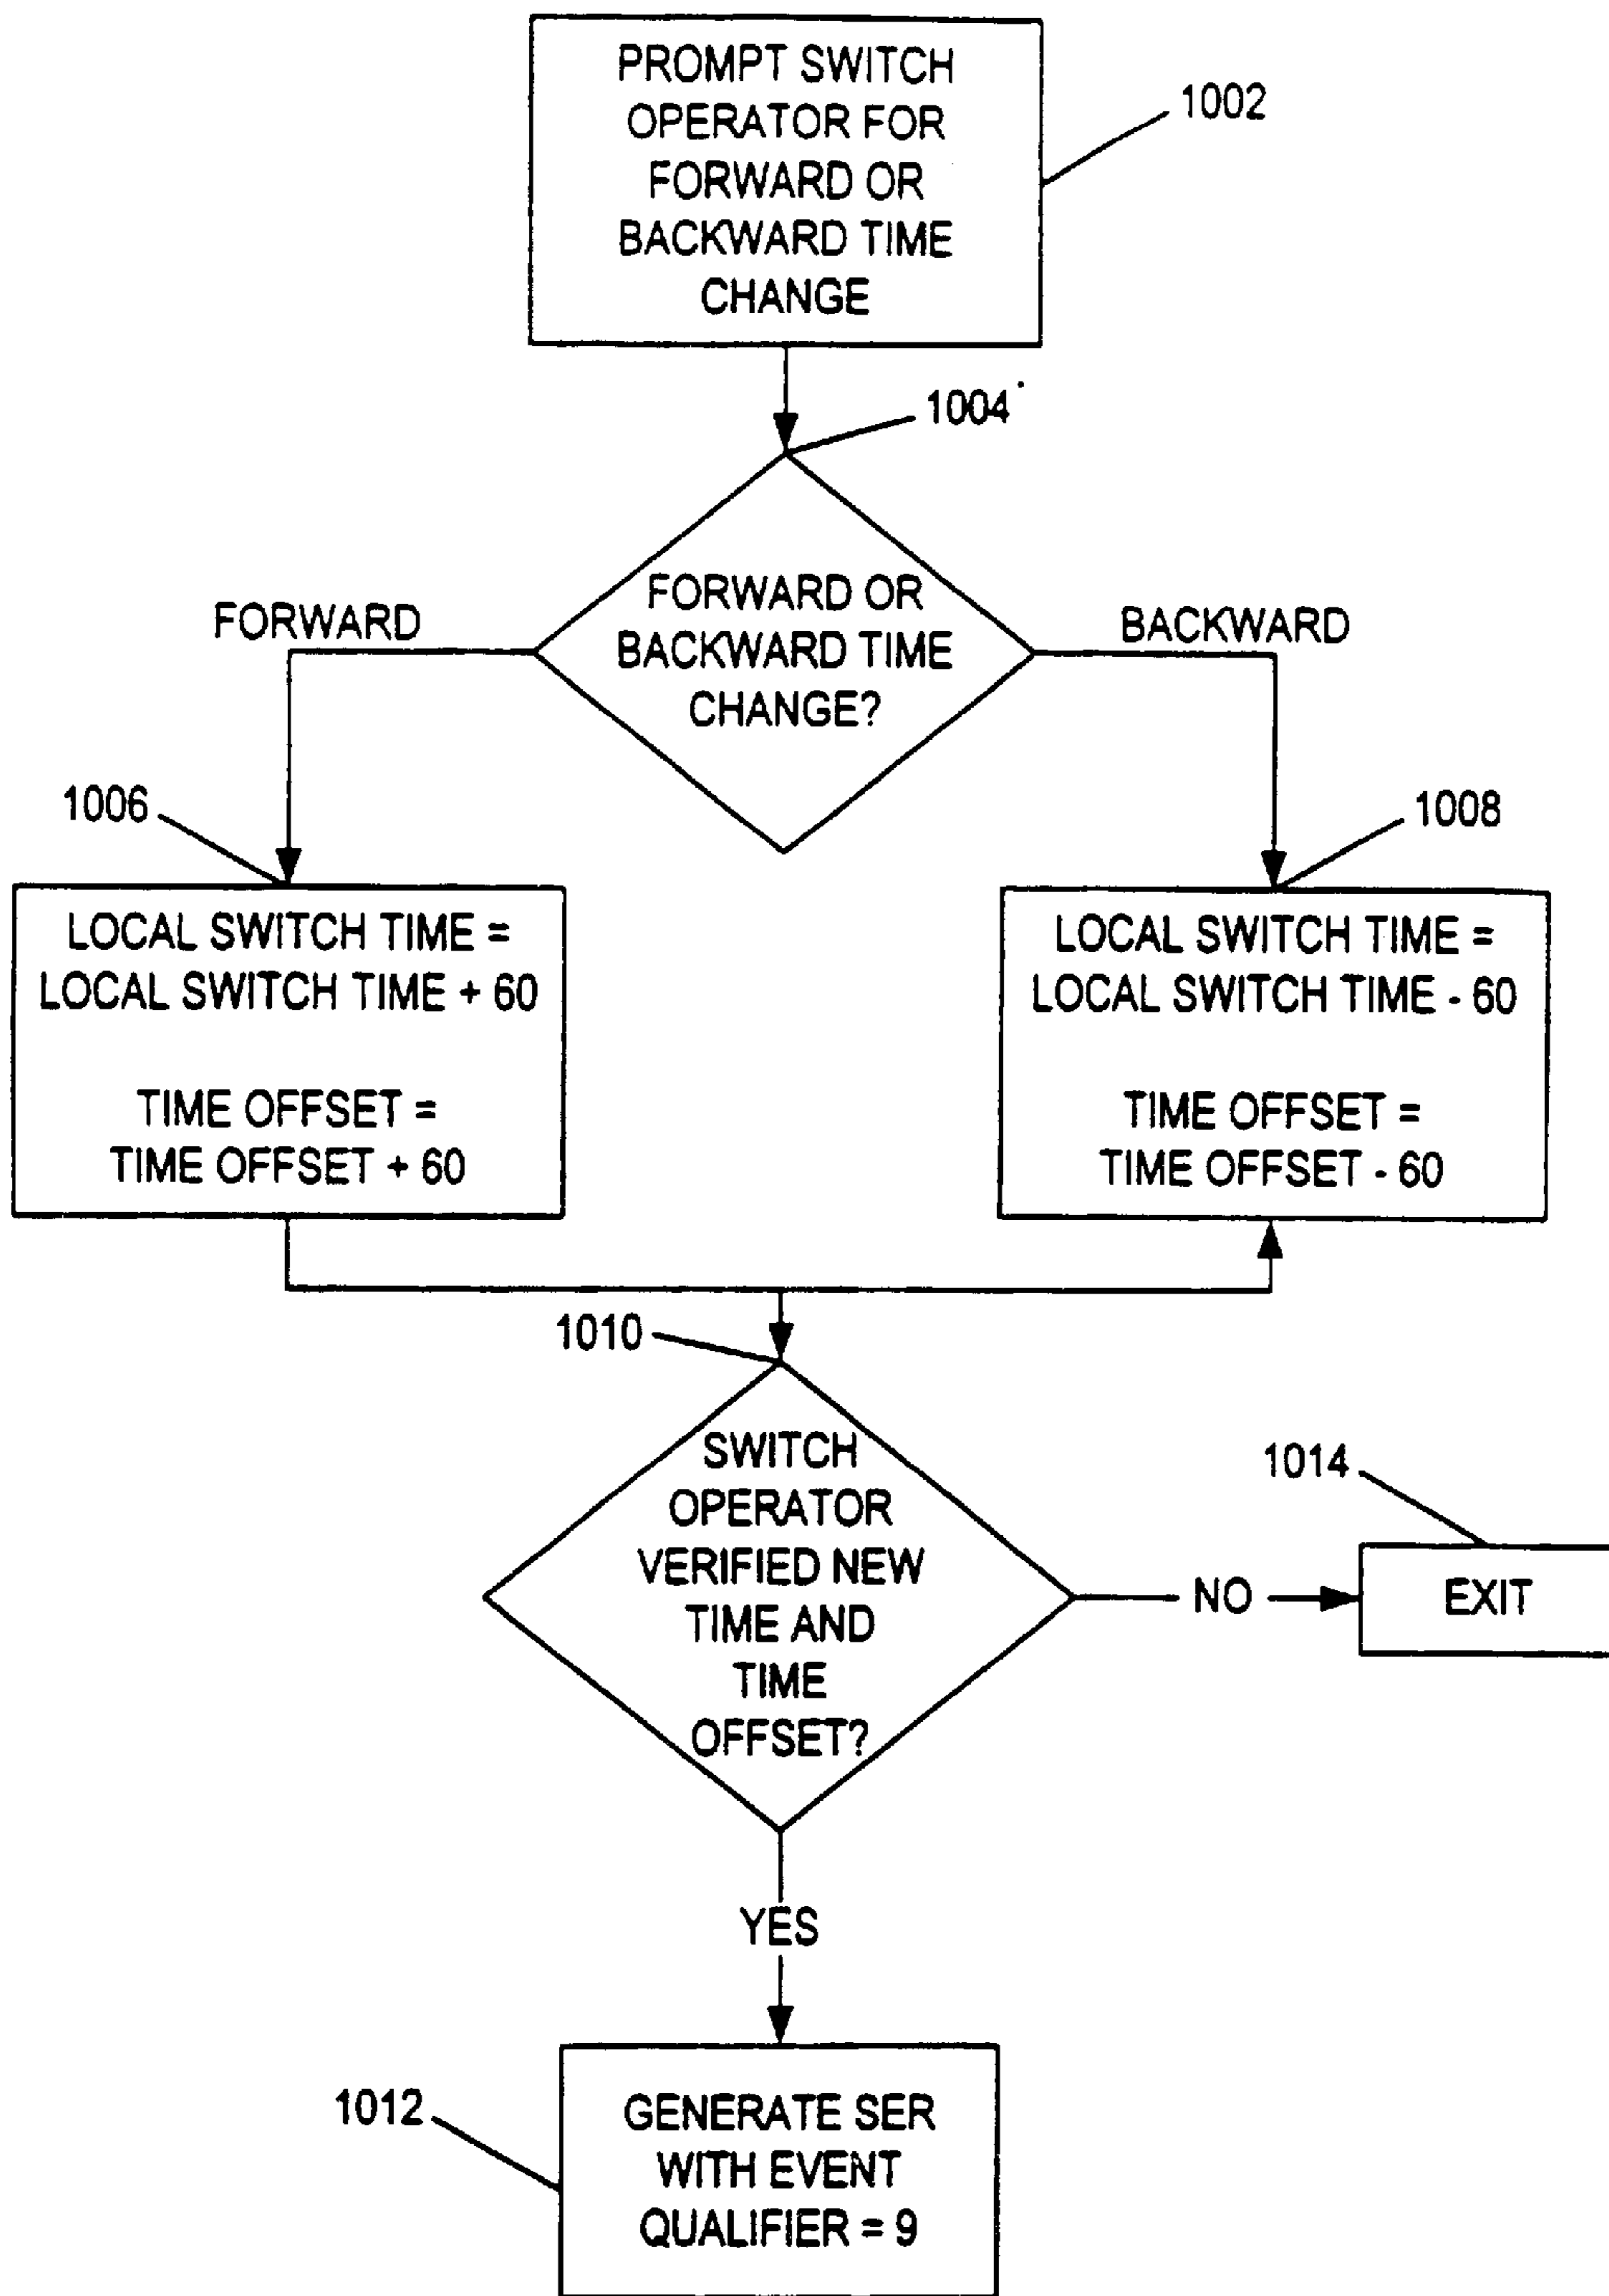 PROMPT SWITCH
OPERATOR FOR
FORWARD OR
BACKWARD TIME
CHANGE
1002
1004
FORWARD OR
BACKWARD TIME
CHANGE?
FORWARD
BACKWARD
1006
1008
LOCAL SWITCH TIME =
LOCAL SWITCH TIME + 60
TIME OFFSET =
TIME OFFSET + 60
LOCAL SWITCH TIME =
LOCAL SWITCH TIME - 60
TIME OFFSET =
TIME OFFSET - 60
1010
SWITCH
OPERATOR
VERIFIED NEW
TIME AND
TIME
OFFSET?
NO
1014
EXIT
YES
1012
GENERATE SER
WITH EVENT
QUALIFIER = 9